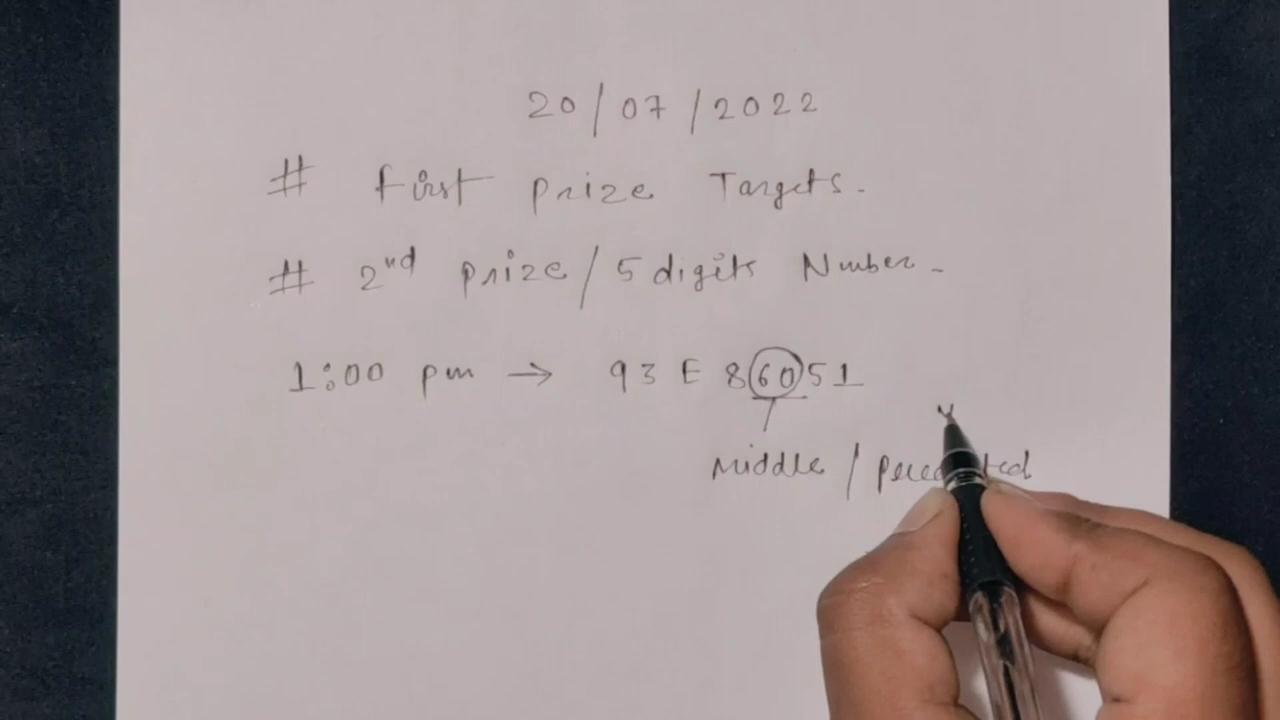 20/07/2022
# First prize Targets.
# 2nd prize/5 digits Number.
1:00 pm → 93 E 86051
Middle /